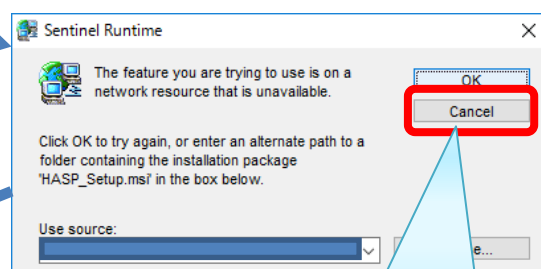 Sentinel Runtime
The feature you are trying to use is on a
network resource that is unavailable.
OK
Cancel
Click OK to try again, or enter an alternate path to a
folder containing the installation package
'HASP_Setup.msi' in the box below.
Use source:
e...